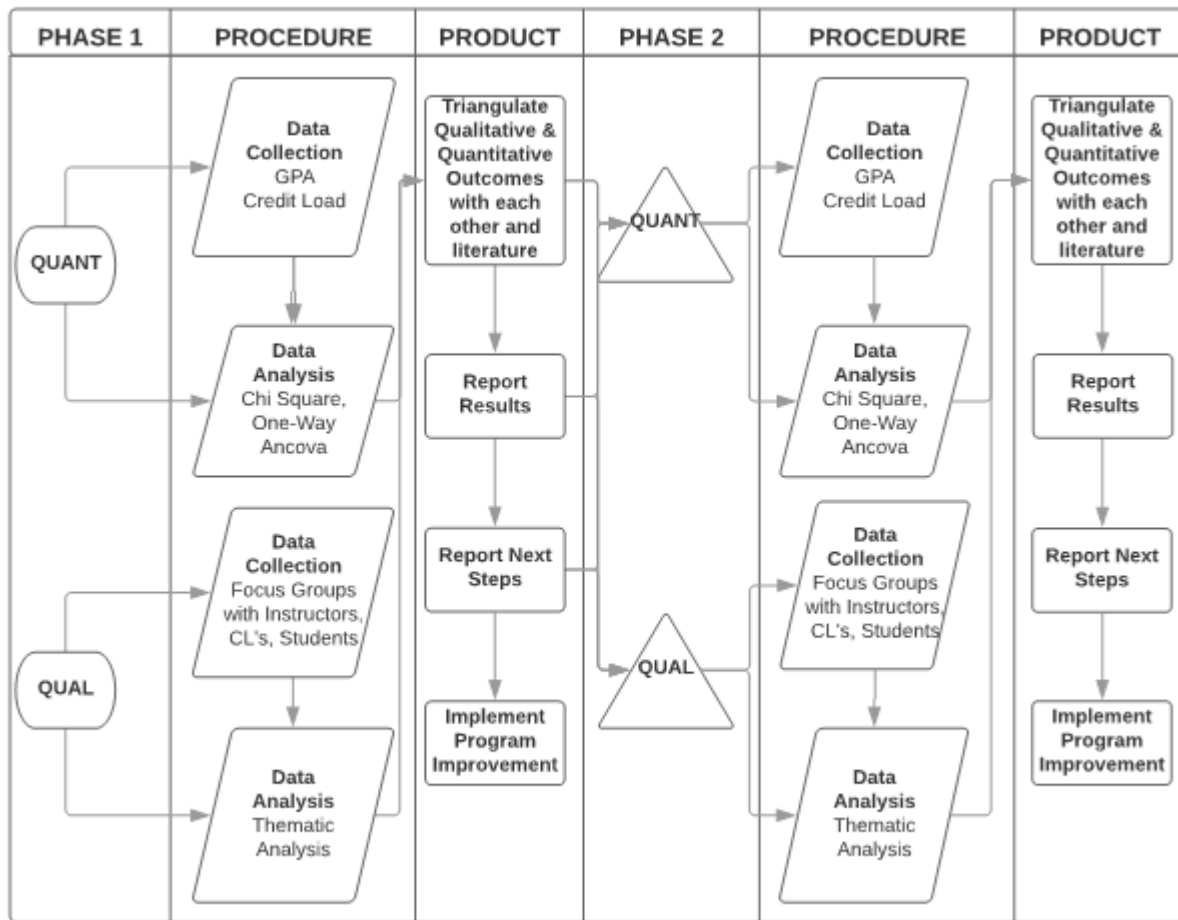 PHASE 1
PROCEDURE
PRODUCT
PHASE 2
PROCEDURE
PRODUCT
QUANT
QUAL
Data
Collection
GPA
Credit Load
Data
Analysis
Chi Square,
One-Way
Ancova
Data
Collection
Focus Groups
with Instructors,
CL's, Students
Data
Analysis
Thematic
Analysis
Triangulate
Qualitative &
Quantitative
Outcomes
with each
other and
literature
Report
Results
Report Next
Steps
Implement
Program
Improvement
QUANT
QUAL
Data
Collection
GPA
Credit Load
Data
Analysis
Chi Square,
One-Way
Ancova
Data
Collection
Focus Groups
with Instructors,
CL's, Students
Data
Analysis
Thematic
Analysis
Triangulate
Qualitative &
Quantitative
Outcomes
with each
other and
literature
Report
Results
Report Next
Steps
Implement
Program
Improvement